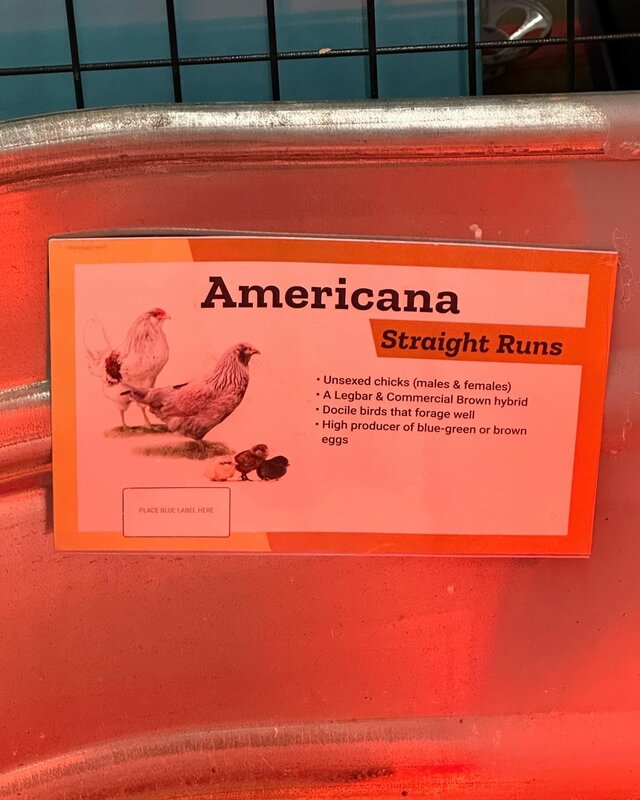 Americana
Straight Runs
• Unsexed chicks (males & females)
• A Legbar & Commercial Brown hybrid
• Docile birds that forage well
• High producer of blue-green or brown
eggs
PLACE BLUE LABEL HERE